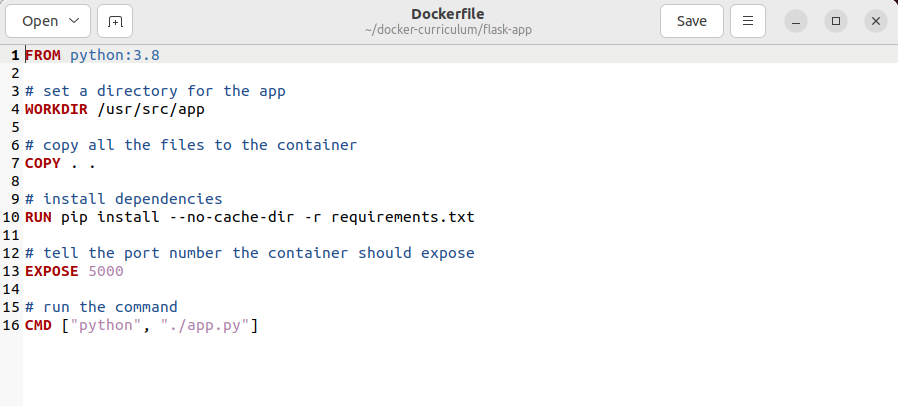 Open
Dockerfile
~/docker-curriculum/flask-app
Save
1 FROM python:3.8
2
3 # set a directory for the app
4 WORKDIR /usr/src/app
5
6 # copy all the files to the container
7 COPY . .
8
9 # install dependencies
10 RUN pip install --no-cache-dir -r requirements.txt
11
12 # tell the port number the container should expose
13 EXPOSE 5000
14
15 # run the command
16 CMD ["python", "./app.py"]